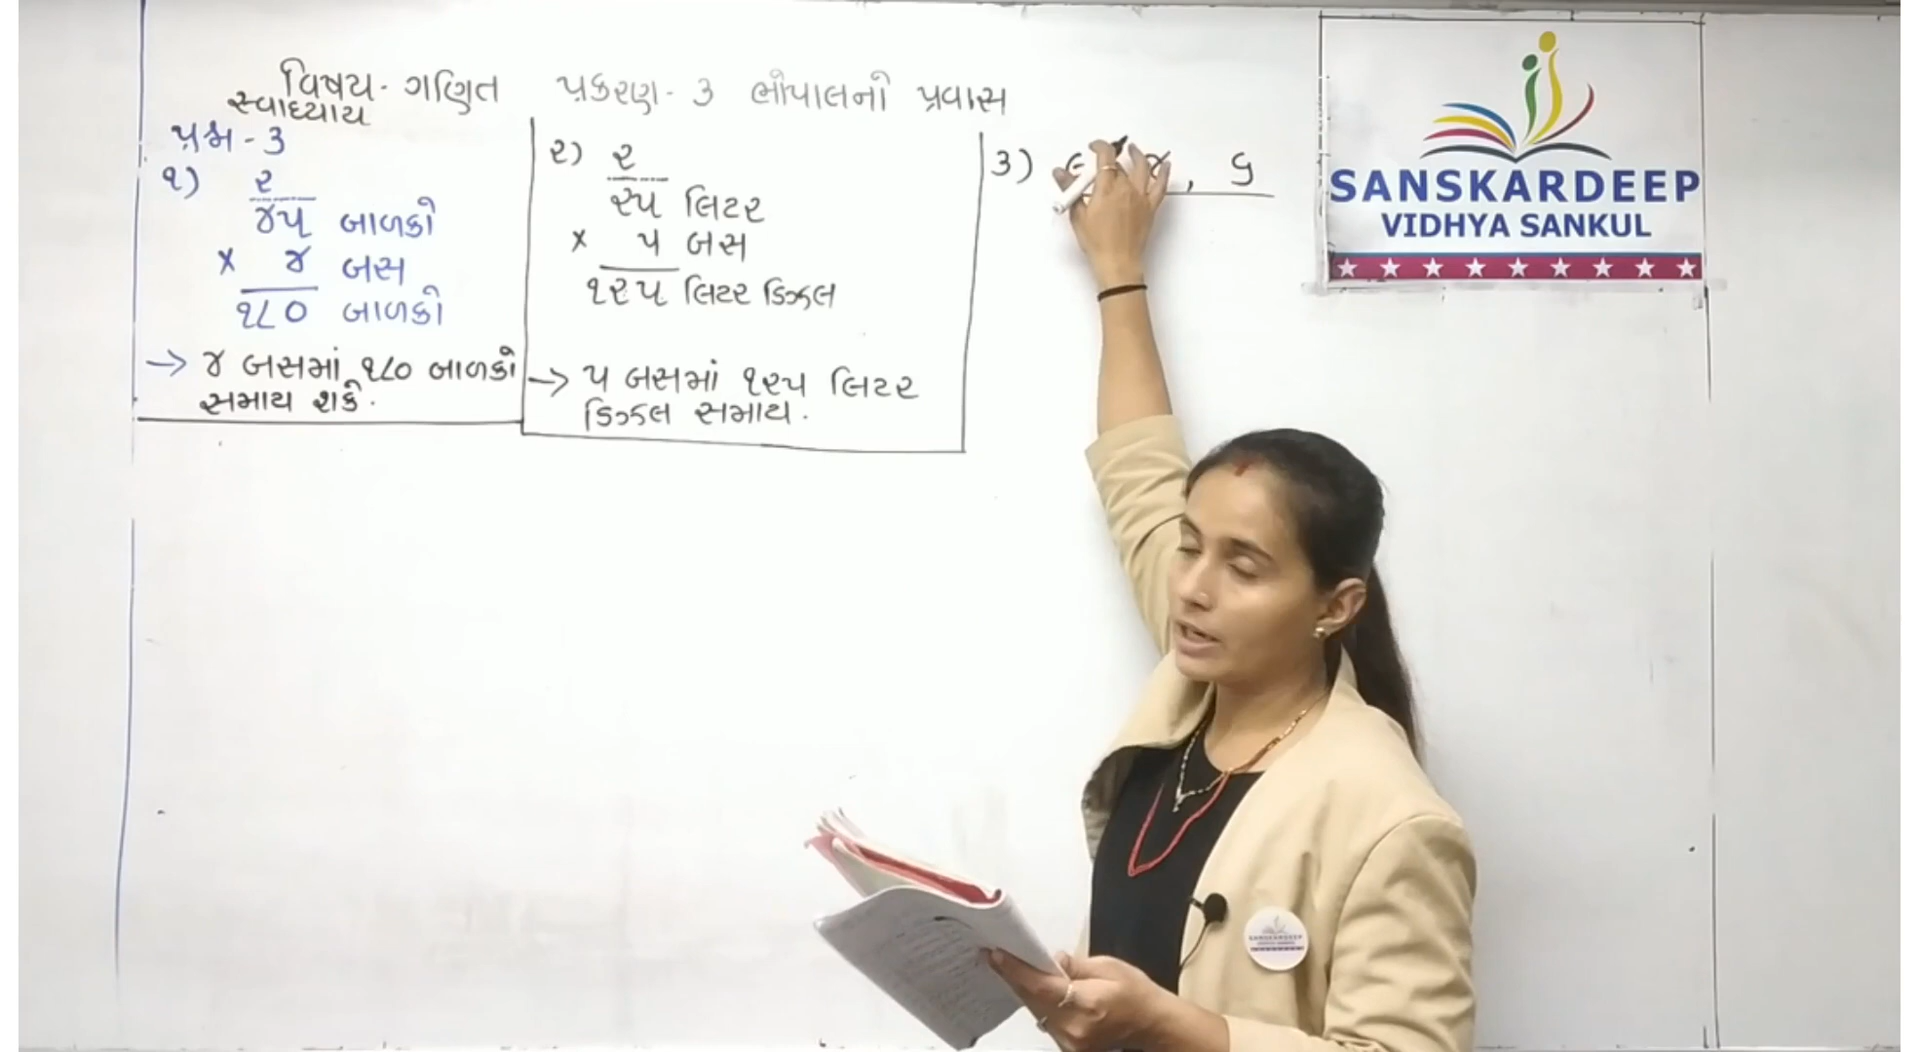 વિષય - ગણિત પ્રકરણ - ૩ ભોપાલનો પ્રવાસ
સ્વાધ્યાય
પ્રશ્ન - ૩
૧) ૨
૪૫ બાળકો
x ૪ બસ
૧૮૦ બાળકો
→ ૪ બસમાં ૧૮૦ બાળકો
સમાય શકે.
૨) ૨
૨૫ લિટર
x ૫ બસ
૧૨૫ લિટર ડિઝલ
→ ૫ બસમાં ૧૨૫ લિટર
ડિઝલ સમાય.
૩) ૪, ૬
SANSKARDEEP
VIDHYA SANKUL